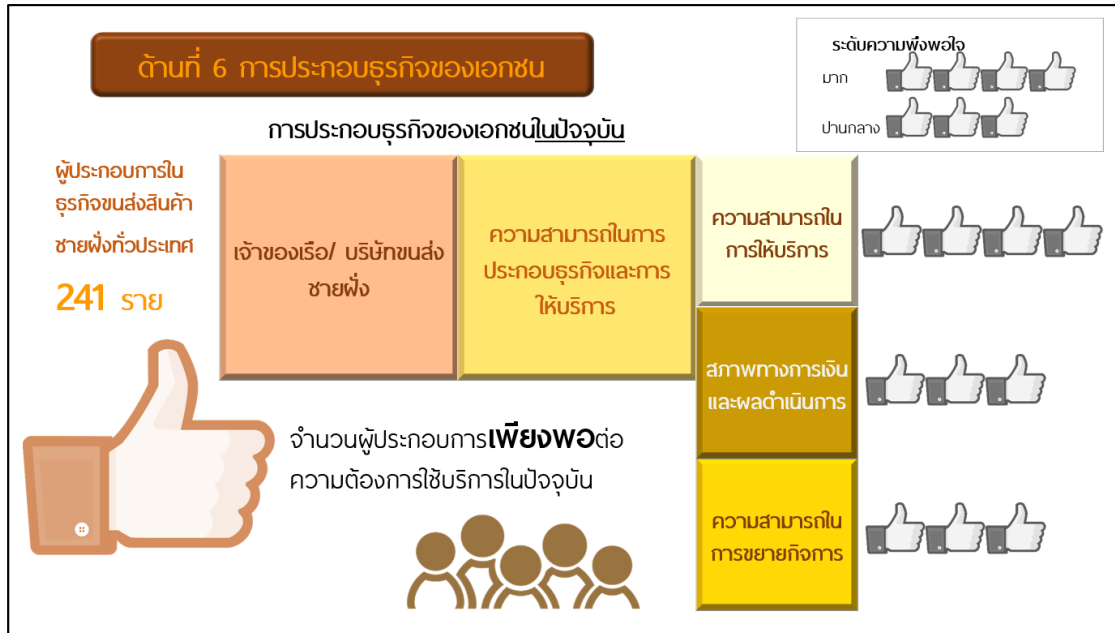 ด้านที่ 6 การประกอบธุรกิจของเอกชน
ระดับความพึงพอใจ
มาก
ปานกลาง
การประกอบธุรกิจของเอกชนในปัจจุบัน
ผู้ประกอบการใน
ธุรกิจขนส่งสินค้า
ชายฝั่งทั่วประเทศ
241 ราย
เจ้าของเรือ/ บริษัทขนส่ง
ชายฝั่ง
ความสามารถในการ
ประกอบธุรกิจและการ
ให้บริการ
ความสามารถใน
การให้บริการ
สภาพทางการเงิน
และผลดำเนินการ
ความสามารถใน
การขยายกิจการ
จำนวนผู้ประกอบการเพียงพอต่อ
ความต้องการใช้บริการในปัจจุบัน